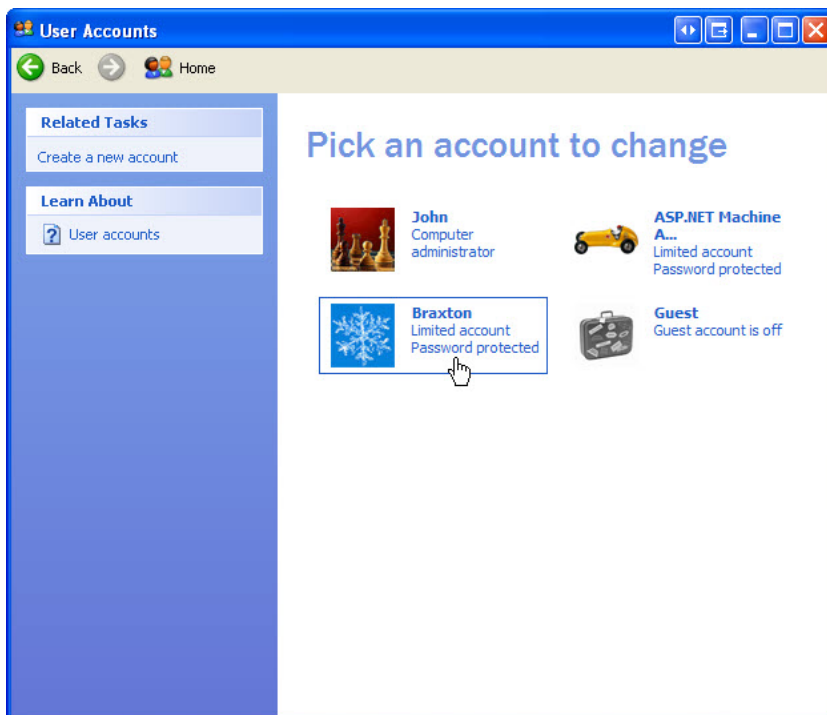 User Accounts
Back
Home
Related Tasks
Create a new account
Learn About
User accounts
Pick an account to change
John
Computer
administrator
ASP.NET Machine
A...
Limited account
Password protected
Braxton
Limited account
Password protected
Guest
Guest account is off